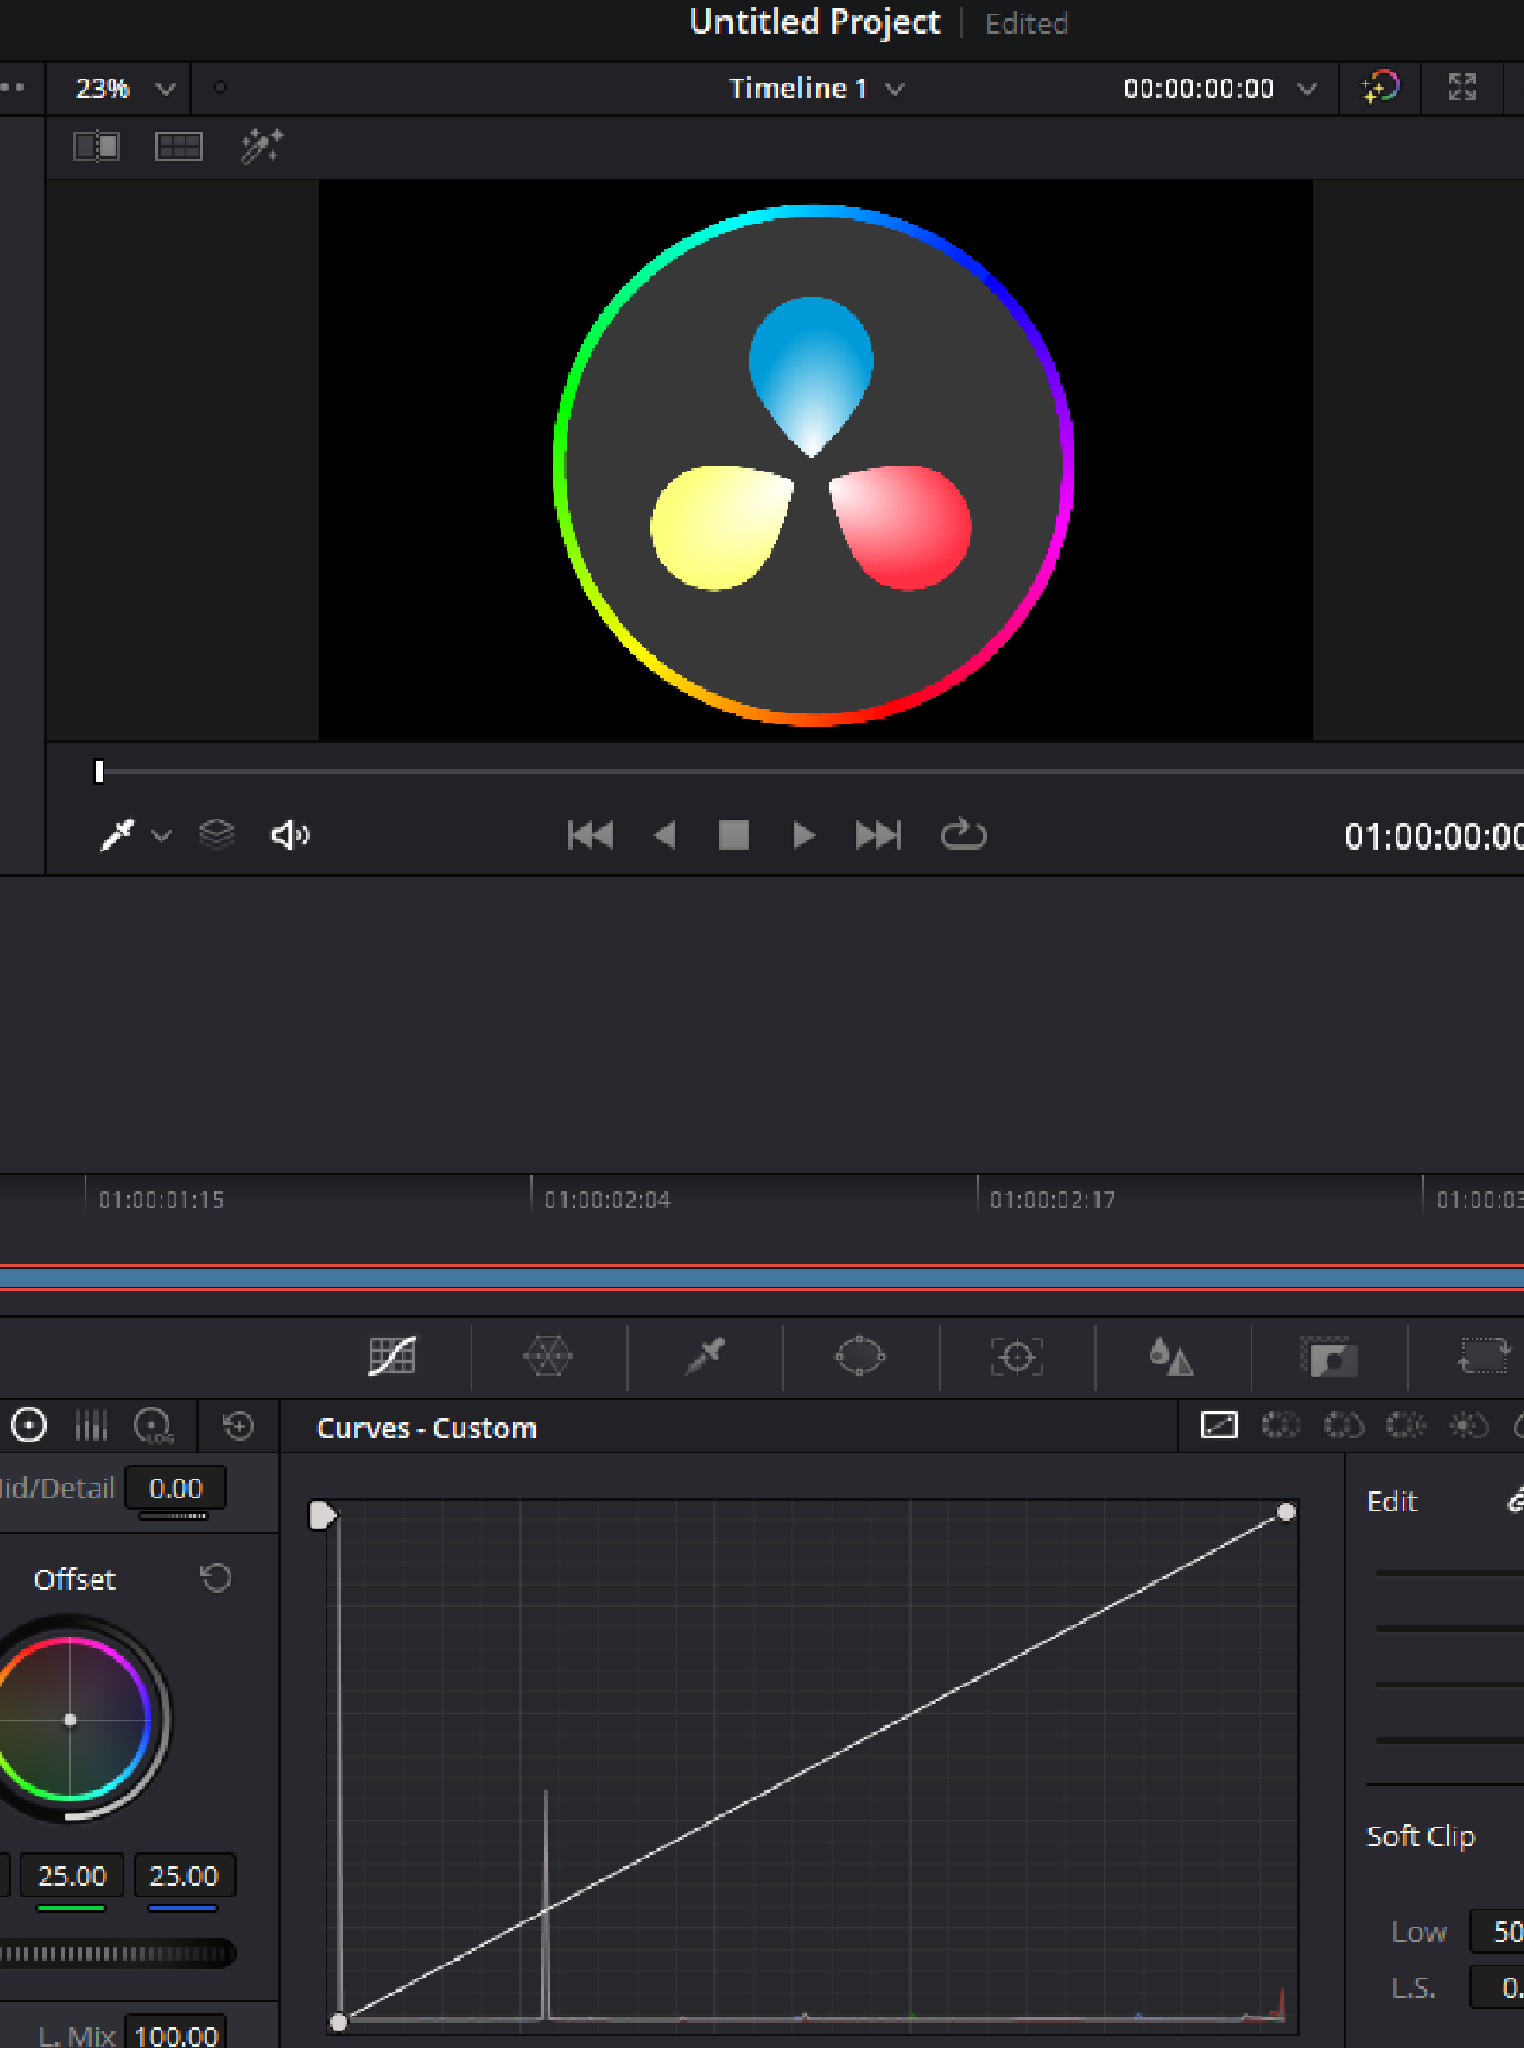 Untitled Project Edited
23% Timeline 1 00:00:00:00
01:00:00:00
01:00:01:15 01:00:02:04 01:00:02:17 01:00:03
Curves - Custom
Mid/Detail 0.00
Edit
Offset
Soft Clip
25.00 25.00
Low 50
L.S. 0.
L. Mix 100.00